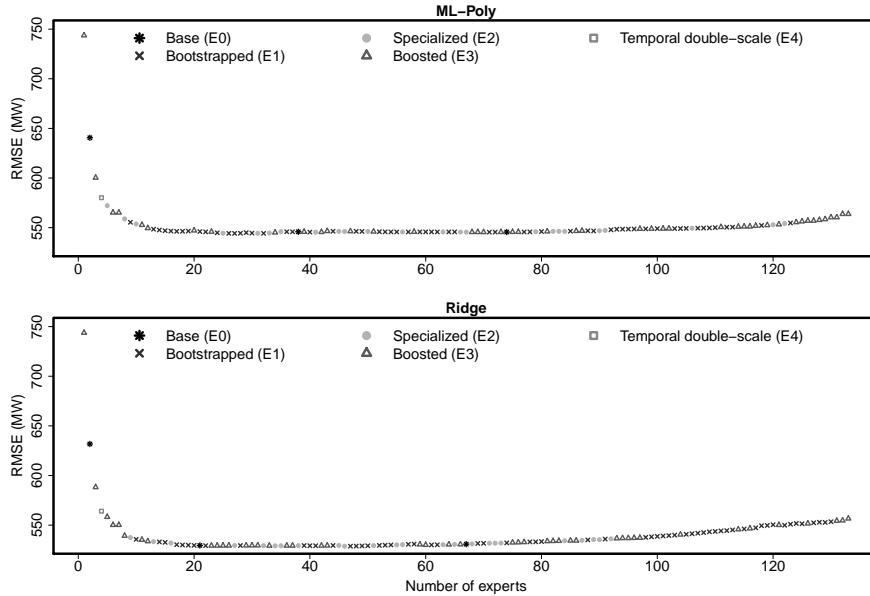 ML−Poly
RMSE (MW)
750
700
650
600
550
Base (E0)
Specialized (E2)
Temporal double−scale (E4)
Bootstrapped (E1)
Boosted (E3)
0 20 40 60 80 100 120
Ridge
RMSE (MW)
750
700
650
600
550
Base (E0)
Specialized (E2)
Temporal double−scale (E4)
Bootstrapped (E1)
Boosted (E3)
0 20 40 60 80 100 120
Number of experts